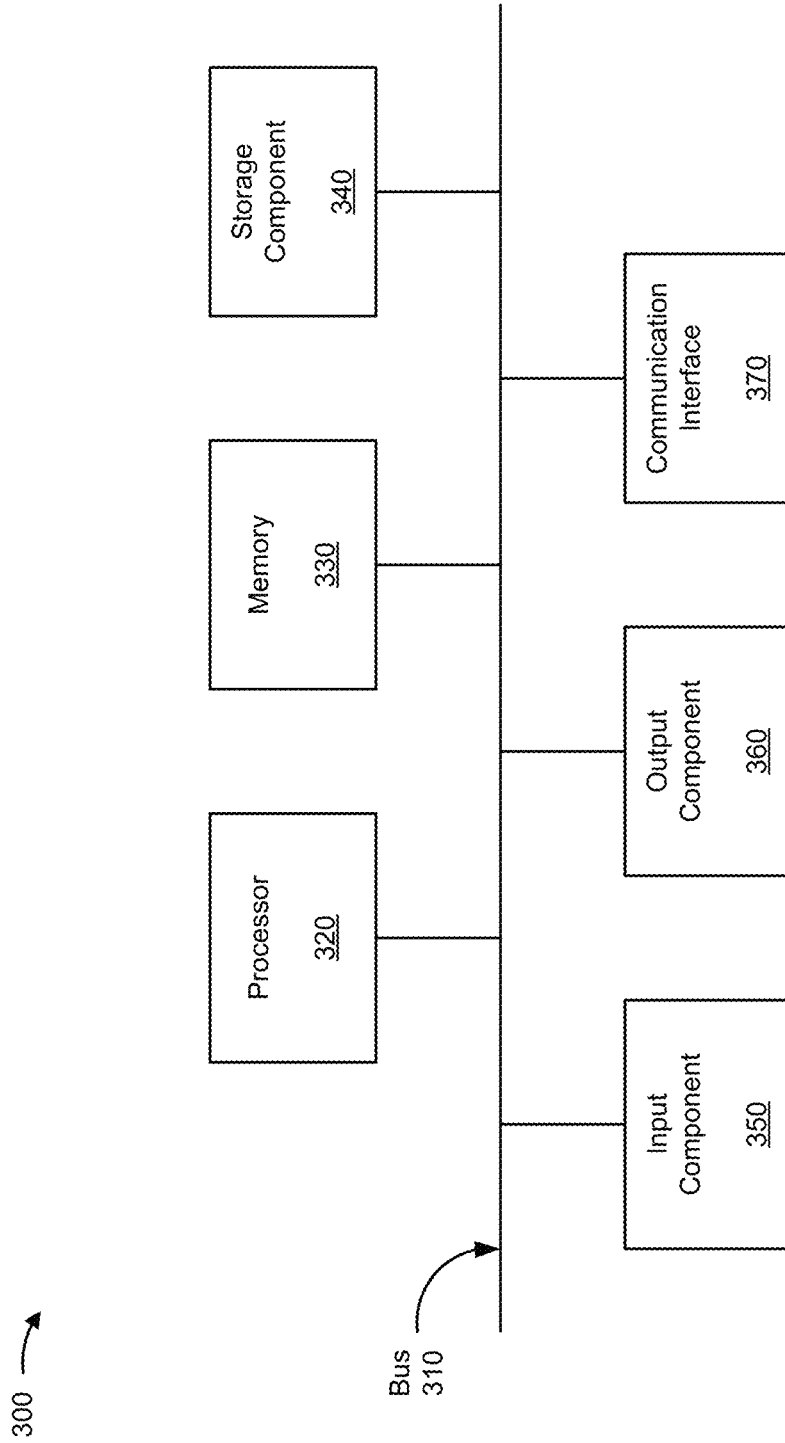 300
Bus
310
Processor
320
Memory
330
Storage
Component
340
Input
Component
350
Output
Component
360
Communication
Interface
370